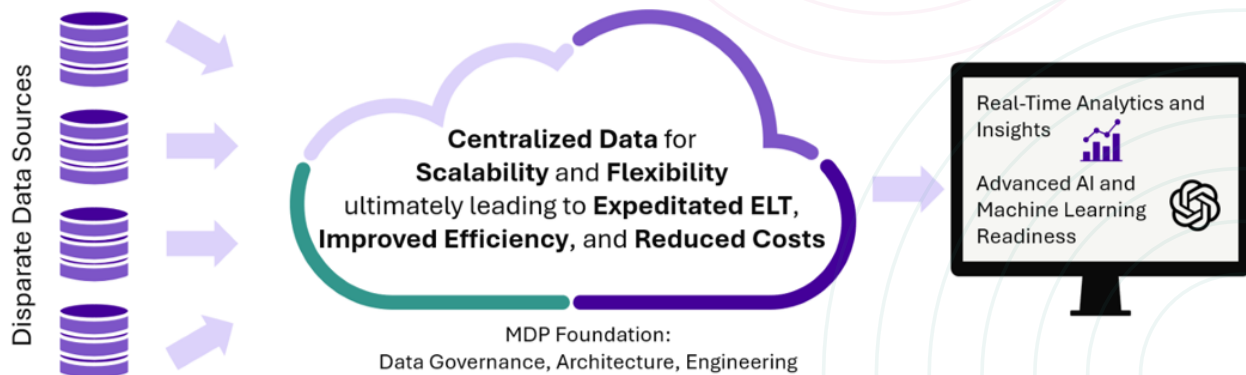 Disparate Data Sources
Centralized Data for
Scalability and Flexibility
ultimately leading to Expeditated ELT,
Improved Efficiency, and Reduced Costs
MDP Foundation:
Data Governance, Architecture, Engineering
Real-Time Analytics and
Insights
Advanced AI and
Machine Learning
Readiness